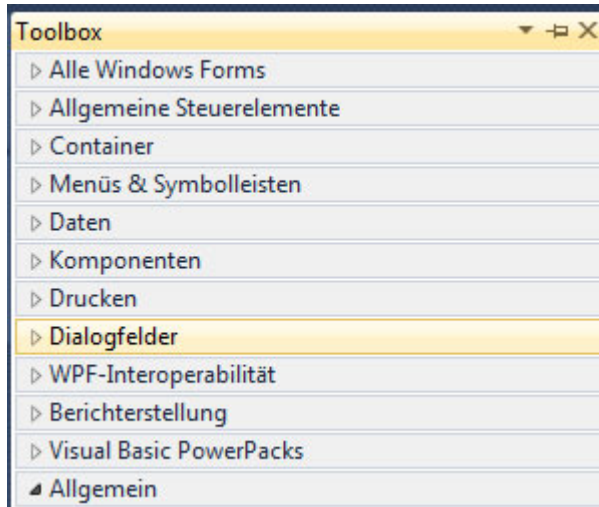 Toolbox
Alle Windows Forms
Allgemeine Steuerelemente
Container
Menüs & Symbolleisten
Daten
Komponenten
Drucken
Dialogfelder
WPF-Interoperabilität
Berichterstellung
Visual Basic PowerPacks
Allgemein